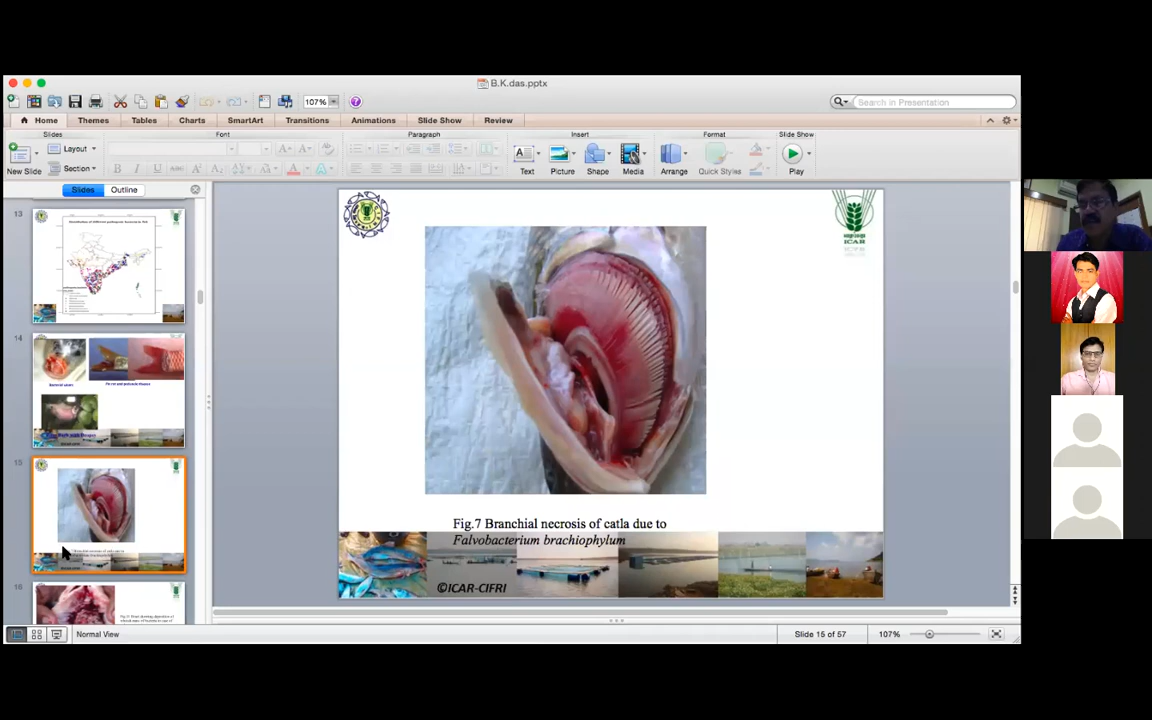 B.K.das.pptx
107%
Search in Presentation
Home Themes Tables Charts SmartArt Transitions Animations Slide Show Review
Slides Font Paragraph Insert Format Slide Show
New Slide Layout Section B I U ABC Text Picture Shape Media Arrange Quick Styles Play
Slides Outline
13
14
15
16
ICAR
Fig.7 Branchial necrosis of catla due to
Falvobacterium brachiophylum
©ICAR-CIFRI
Normal View Slide 15 of 57 107%